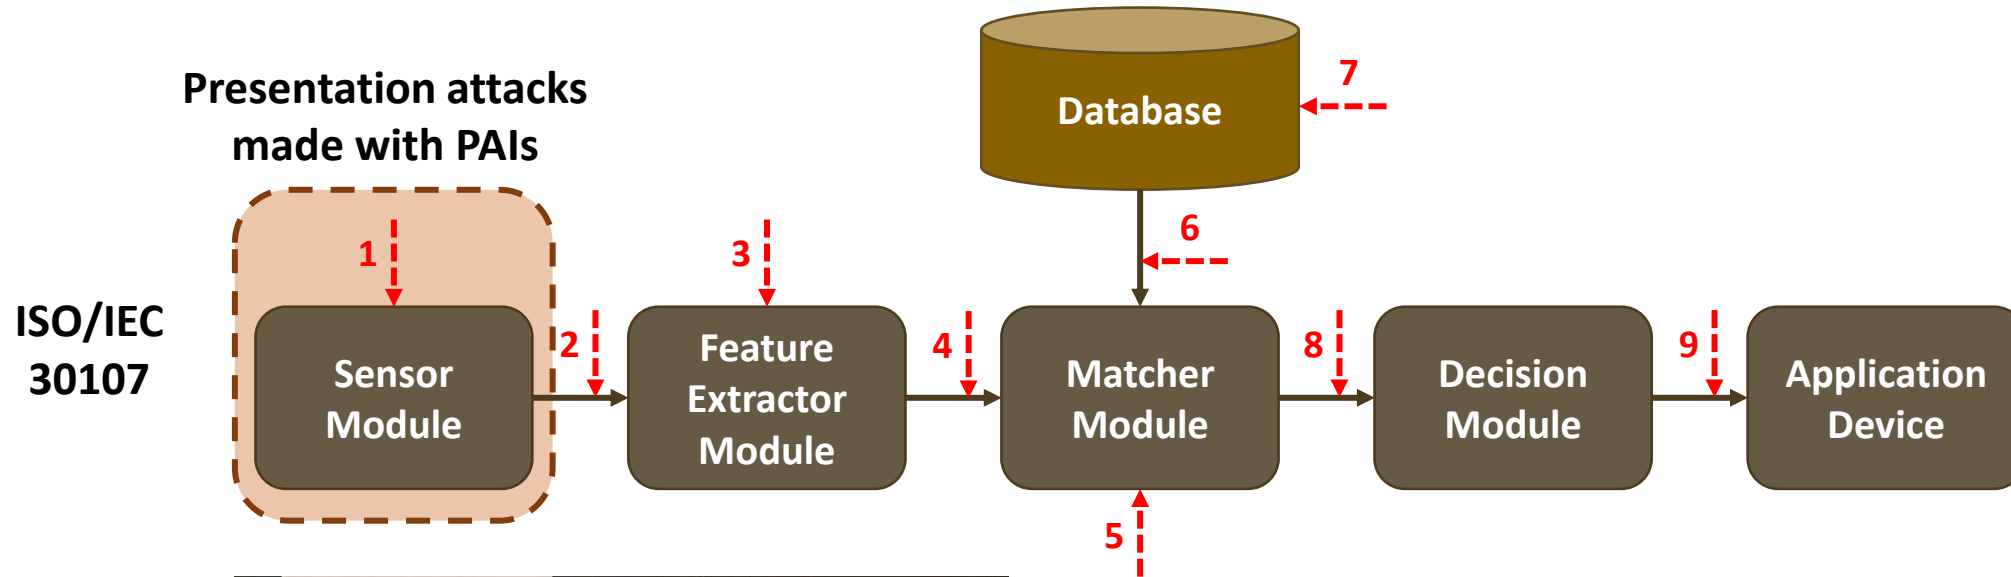 Presentation attacks
made with PAIs
Database
7
6
1
3
ISO/IEC
30107
Sensor
Module
2
Feature
Extractor
Module
4
Matcher
Module
8
Decision
Module
9
Application
Device
5